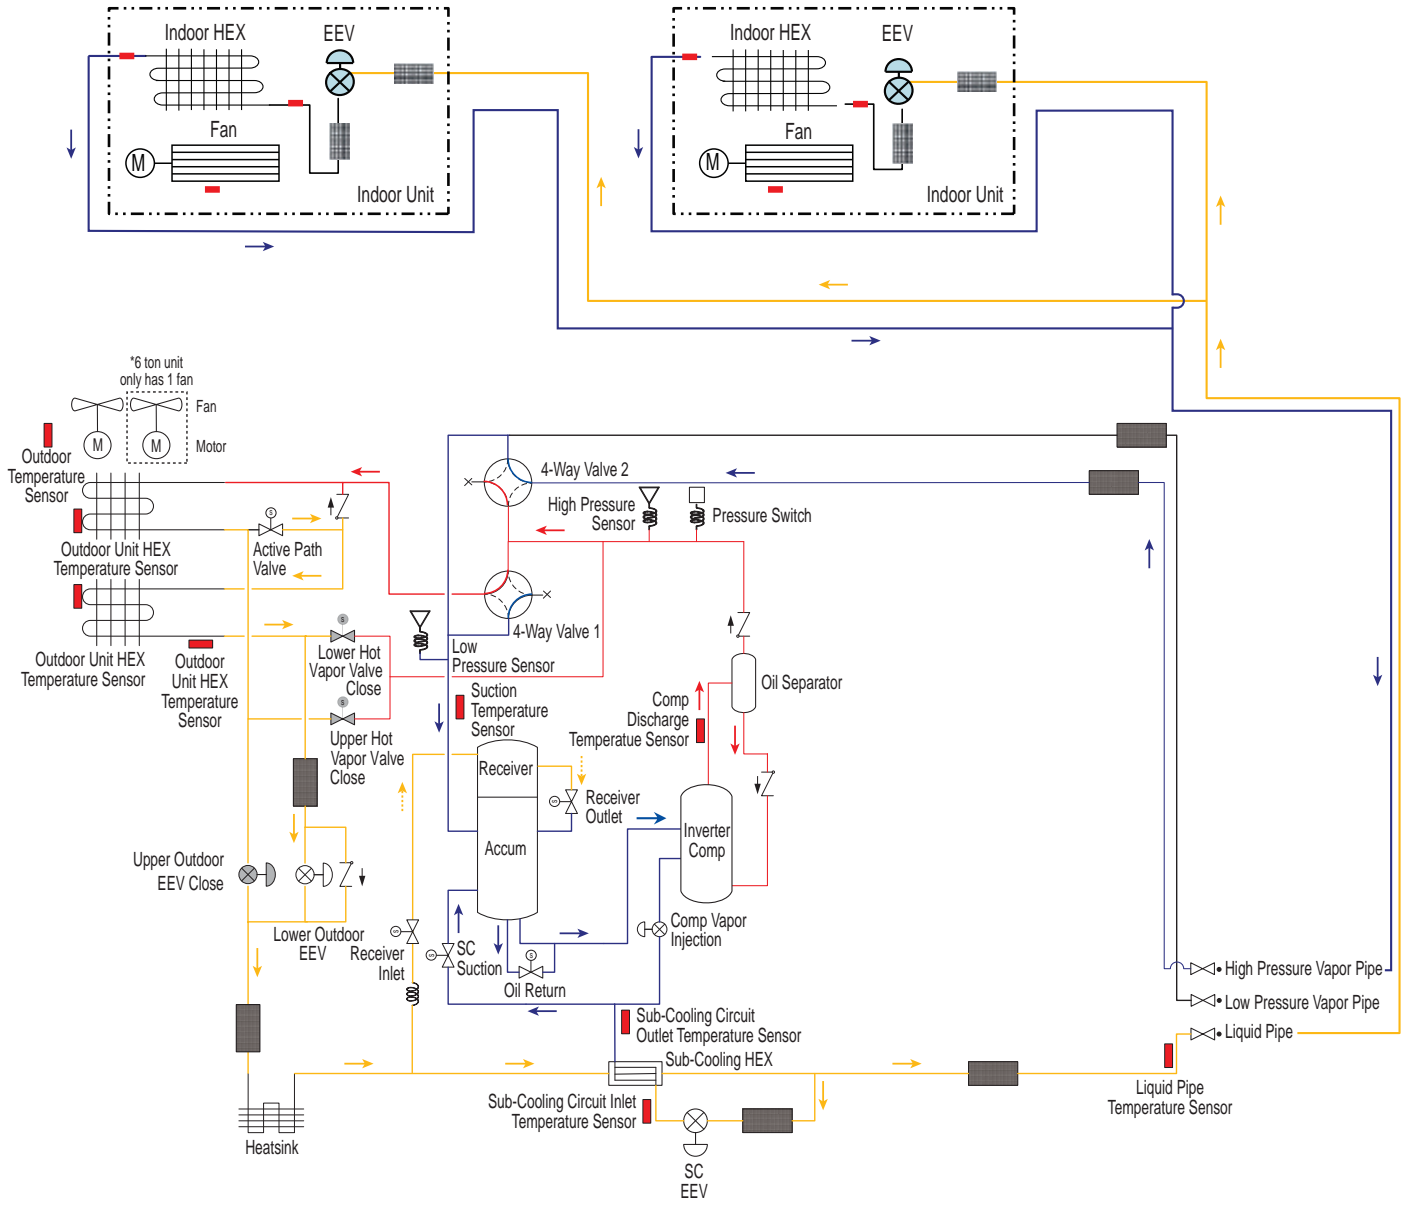 Indoor HEX
EEV
Fan
M
Indoor Unit
Indoor HEX
EEV
Fan
M
Indoor Unit
*6 ton unit
only has 1 fan
Fan
M
M
Motor
Outdoor
Temperature
Sensor
4-Way Valve 2
High Pressure
Sensor
Pressure Switch
S
Outdoor Unit HEX
Temperature Sensor
Active Path
Valve
S
Lower Hot
Vapor Valve
Close
4-Way Valve 1
Low
Pressure Sensor
Outdoor Unit HEX
Temperature Sensor
Outdoor
Unit HEX
Temperature
Sensor
Suction
Temperature
Sensor
Comp
Discharge
Temperatue Sensor
Oil Separator
S
Upper Hot
Vapor Valve
Close
Receiver
S
Receiver
Outlet
Accum
Inverter
Comp
Upper Outdoor
EEV Close
Lower Outdoor
EEV
S
Receiver
Inlet
S
SC
Suction
S
Oil Return
Comp Vapor
Injection
High Pressure Vapor Pipe
Low Pressure Vapor Pipe
Liquid Pipe
Sub-Cooling Circuit
Outlet Temperature Sensor
Sub-Cooling HEX
Sub-Cooling Circuit Inlet
Temperature Sensor
Liquid Pipe
Temperature Sensor
Heatsink
SC
EEV